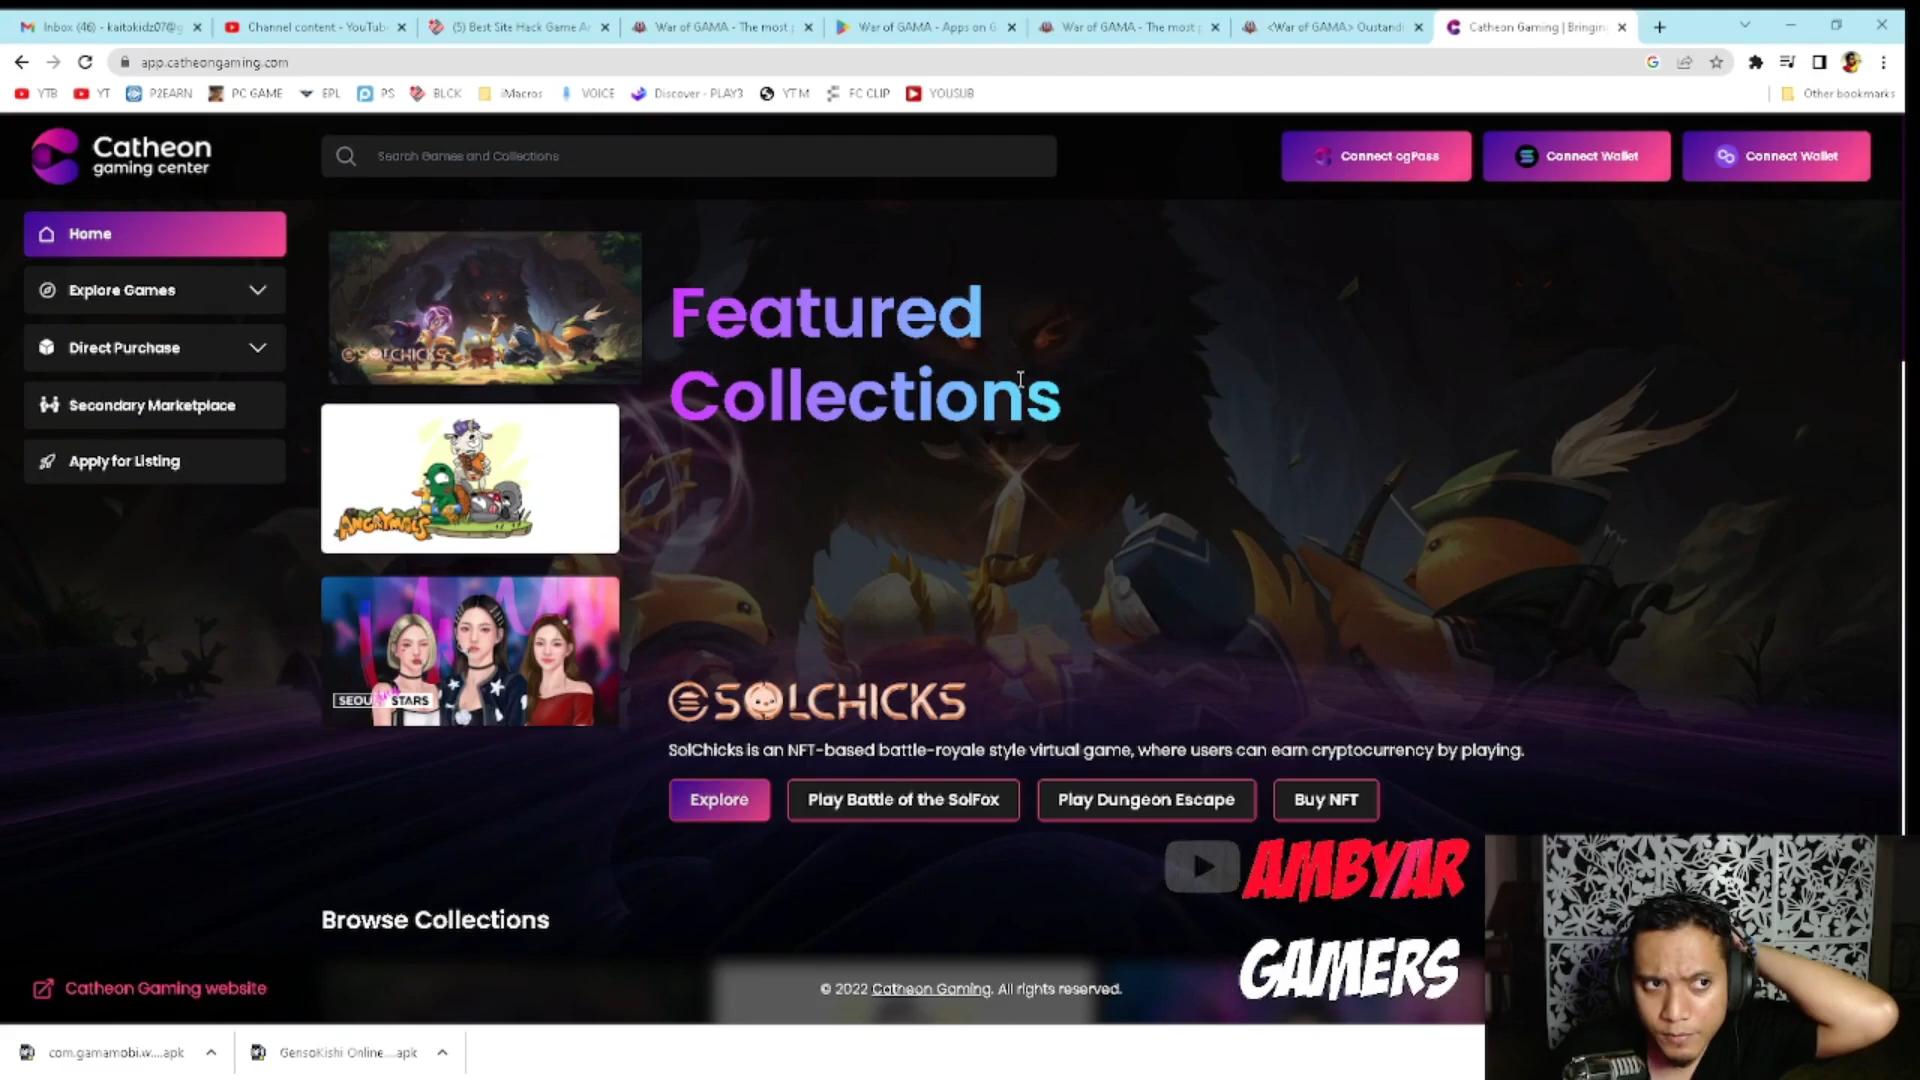 Inbox (46) - kaitokidz07@g
Channel content - YouTub
(5) Best Site Hack Game Ar
War of GAMA - The most p
War of GAMA - Apps on G
War of GAMA - The most p
<War of GAMA> Oustandi
Catheon Gaming | Bringin
app.catheongaming.com
YTB
YT
P2EARN
PC GAME
EPL
PS
BLCK
iMacros
VOICE
Discover - PLAY3
YTM
FC CLIP
YOUSUB
Other bookmarks
Catheon
gaming center
Search Games and Collections
Connect cgPass
Connect Wallet
Connect Wallet
Home
Explore Games
Direct Purchase
Secondary Marketplace
Apply for Listing
SOLCHICKS
ANGRYMALS
SEOUL STARS
Featured
Collections
SOLCHICKS
SolChicks is an NFT-based battle-royale style virtual game, where users can earn cryptocurrency by playing.
Explore
Play Battle of the SolFox
Play Dungeon Escape
Buy NFT
AMBYAR
GAMERS
Browse Collections
Catheon Gaming website
© 2022 Catheon Gaming. All rights reserved.
com.gamamobi.w....apk
GensoKishi Online....apk